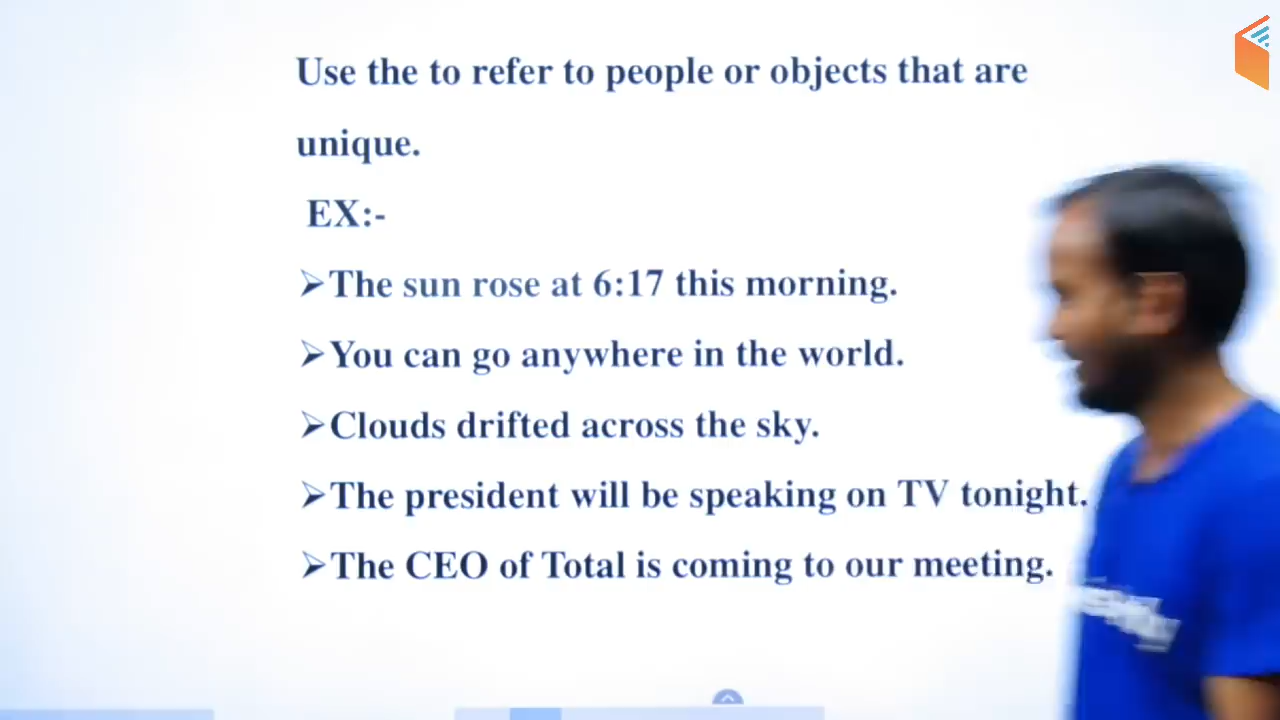 Use the to refer to people or objects that are
unique.
EX:-
➢The sun rose at 6:17 this morning.
➢You can go anywhere in the world.
➢Clouds drifted across the sky.
➢The president will be speaking on TV tonight.
➢The CEO of Total is coming to our meeting.